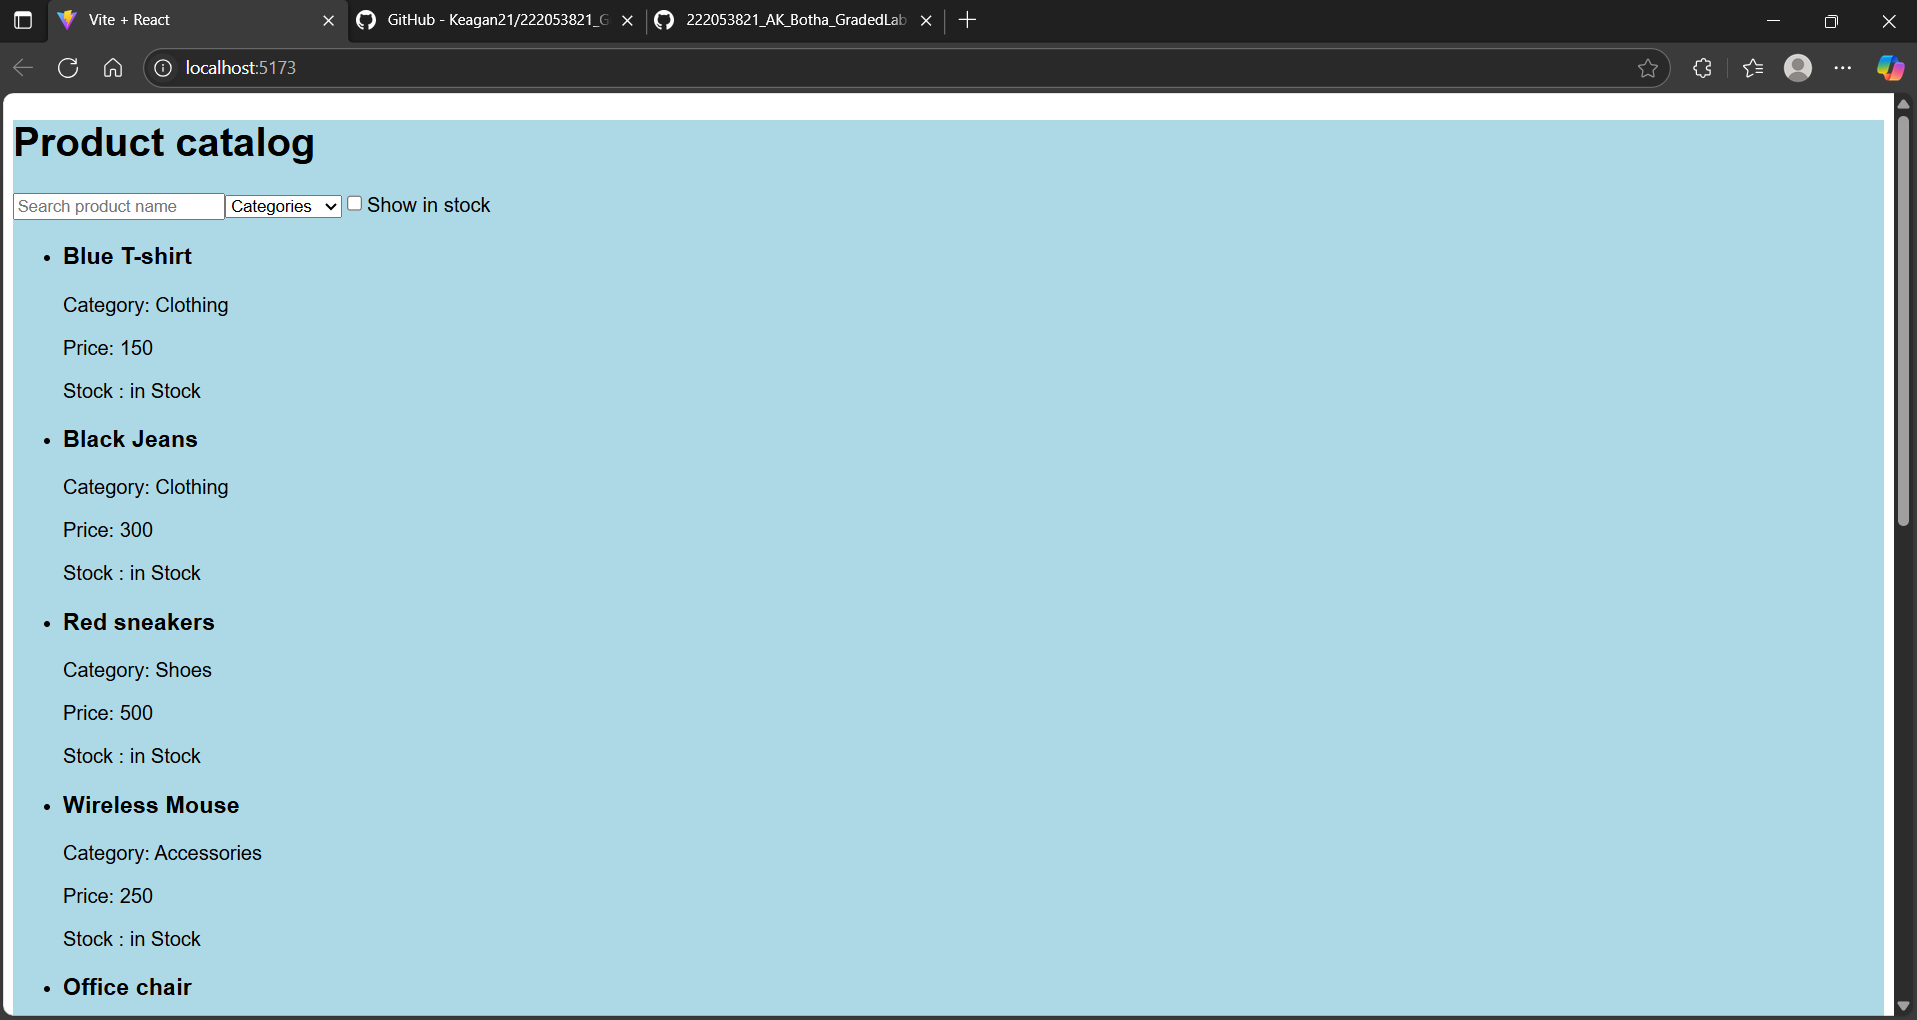 Vite + React
GitHub - Keagan21/222053821_G
222053821_AK_Botha_GradedLab
localhost:5173
Product catalog
Search product name
Categories
Show in stock
Blue T-shirt
Category: Clothing
Price: 150
Stock : in Stock
Black Jeans
Category: Clothing
Price: 300
Stock : in Stock
Red sneakers
Category: Shoes
Price: 500
Stock : in Stock
Wireless Mouse
Category: Accessories
Price: 250
Stock : in Stock
Office chair